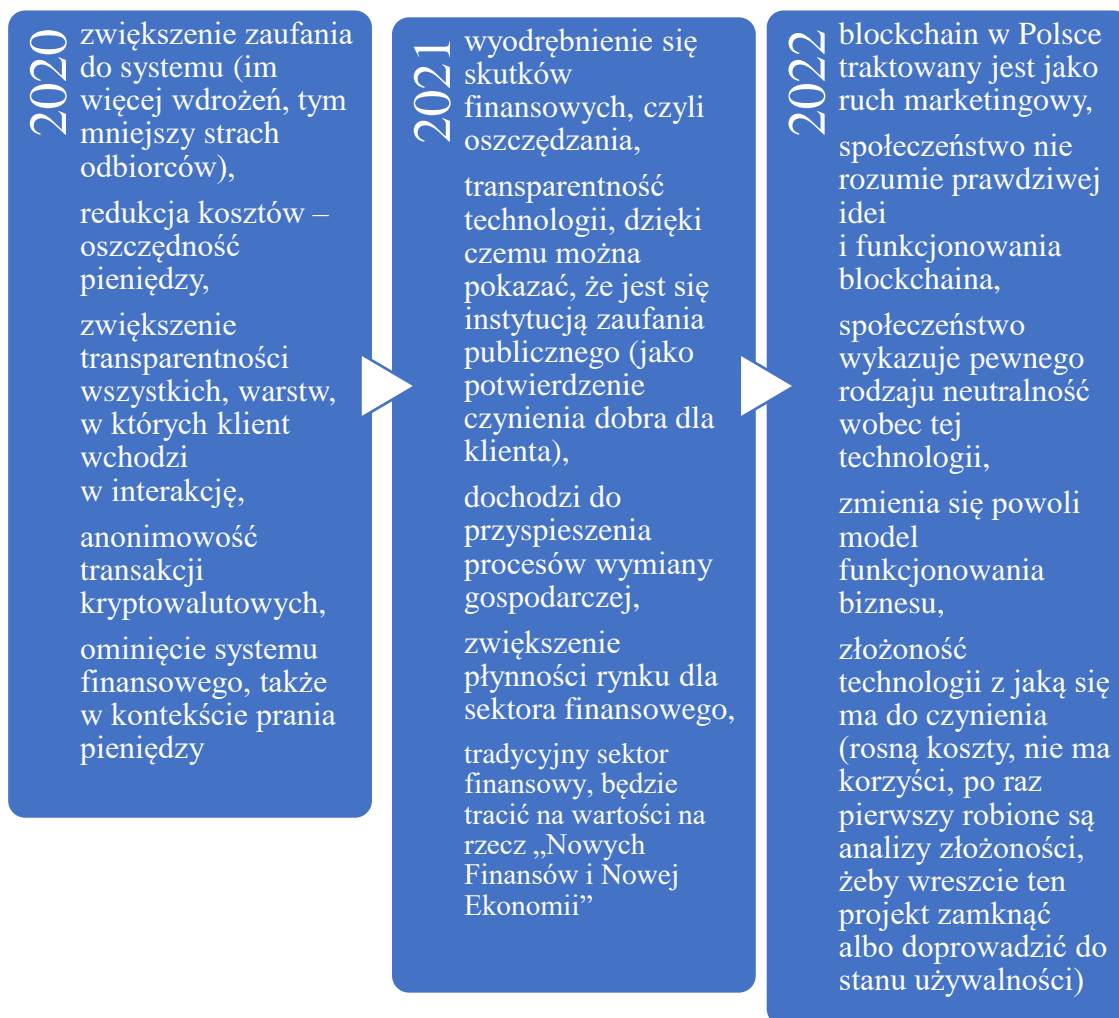 2020
zwiększenie zaufania
do systemu (im
więcej wdrożeń, tym
mniejszy strach
odbiorców),
redukcja kosztów –
oszczędność
pieniędzy,
zwiększenie
transparentności
wszystkich, warstw,
w których klient
wchodzi
w interakcję,
anonimowość
transakcji
kryptowalutowych,
ominięcie systemu
finansowego, także
w kontekście prania
pieniędzy
2021
wyodrębnienie się
skutków
finansowych, czyli
oszczędzania,
transparentność
technologii, dzięki
czemu można
pokazać, że jest się
instytucją zaufania
publicznego (jako
potwierdzenie
czynienia dobra dla
klienta),
dochodzi do
przyspieszenia
procesów wymiany
gospodarczej,
zwiększenie
płynności rynku dla
sektora finansowego,
tradycyjny sektor
finansowy, będzie
tracić na wartości na
rzecz „Nowych
Finansów i Nowej
Ekonomii”
2022
blockchain w Polsce
traktowany jest jako
ruch marketingowy,
społeczeństwo nie
rozumie prawdziwej
idei
i funkcjonowania
blockchaina,
społeczeństwo
wykazuje pewnego
rodzaju neutralność
wobec tej
technologii,
zmienia się powoli
model
funkcjonowania
biznesu,
złożoność
technologii z jaką się
ma do czynienia
(rosną koszty, nie ma
korzyści, po raz
pierwszy robione są
analizy złożoności,
żeby wreszcie ten
projekt zamknąć
albo doprowadzić do
stanu używalności)